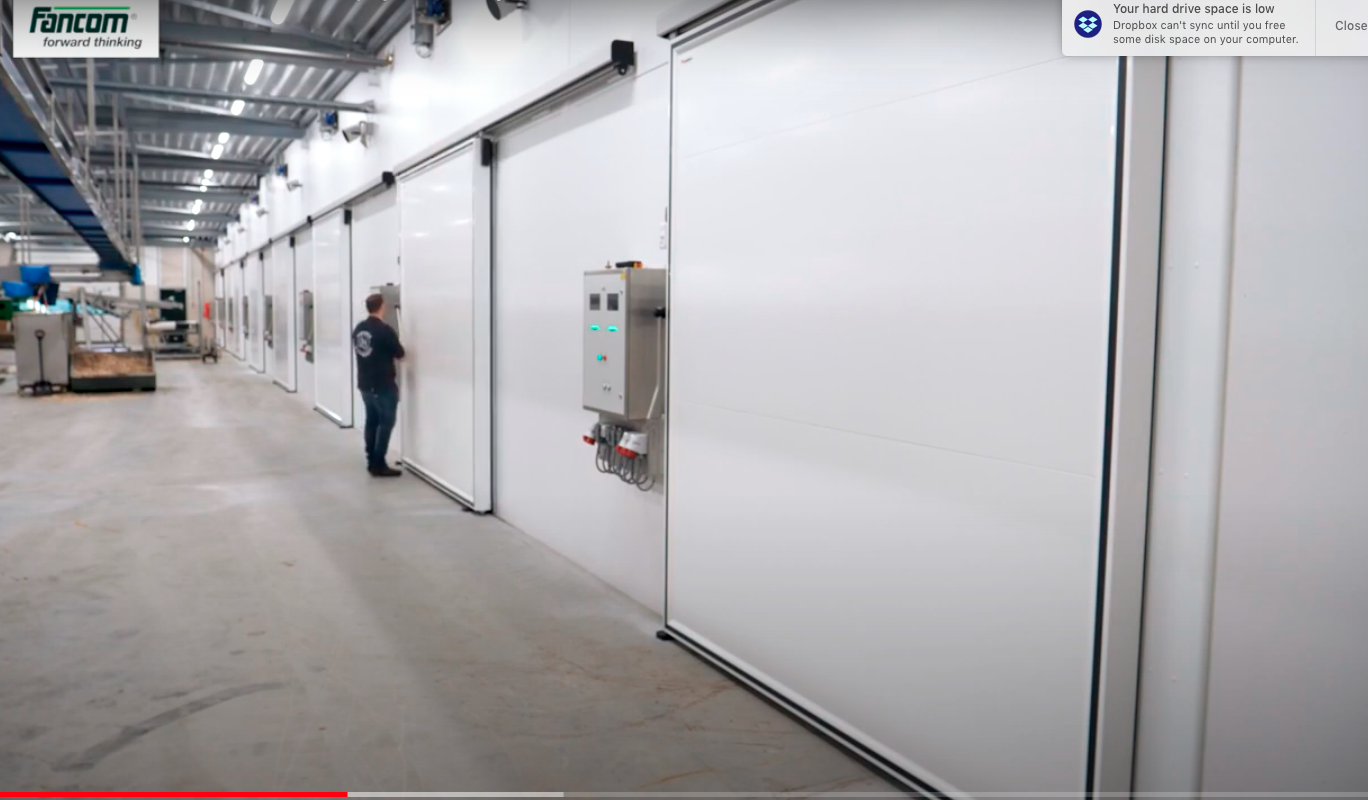 Fancom
forward thinking
Your hard drive space is low
Dropbox can't sync until you free
some disk space on your computer.
Close